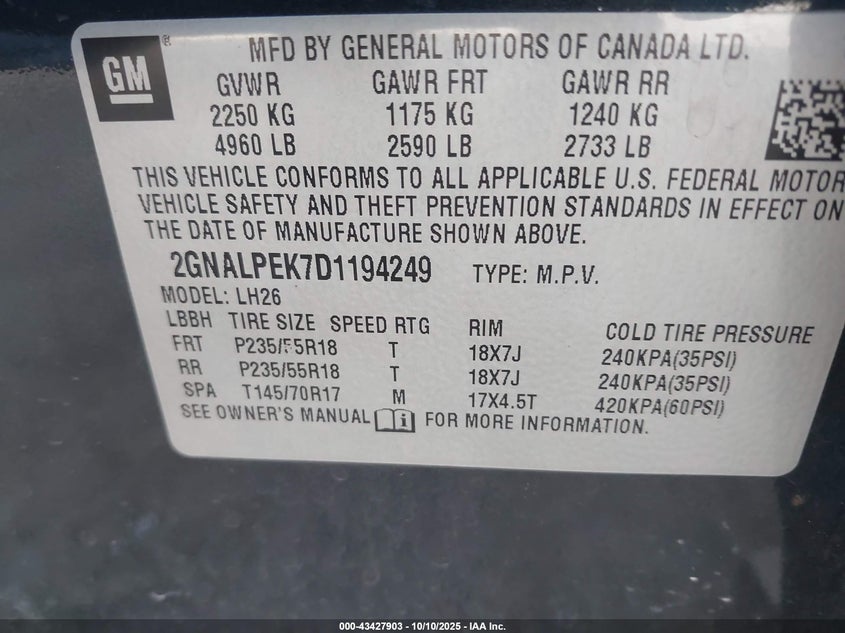 GM ®
MFD BY GENERAL MOTORS OF CANADA LTD.
GVWR GAWR FRT GAWR RR
2250 KG 1175 KG 1240 KG
4960 LB 2590 LB 2733 LB
THIS VEHICLE CONFORMS TO ALL APPLICABLE U.S. FEDERAL MOTOR
VEHICLE SAFETY AND THEFT PREVENTION STANDARDS IN EFFECT ON
THE DATE OF MANUFACTURE SHOWN ABOVE.
2GNALPEK7D1194249 TYPE: M.P.V.
MODEL: LH26
LBBH TIRE SIZE SPEED RTG RIM COLD TIRE PRESSURE
FRT P235/55R18 T 18X7J 240KPA(35PSI)
RR P235/55R18 T 18X7J 240KPA(35PSI)
SPA T145/70R17 M 17X4.5T 420KPA(60PSI)
SEE OWNER'S MANUAL i FOR MORE INFORMATION.
000-43427903 - 10/10/2025 - IAA Inc.